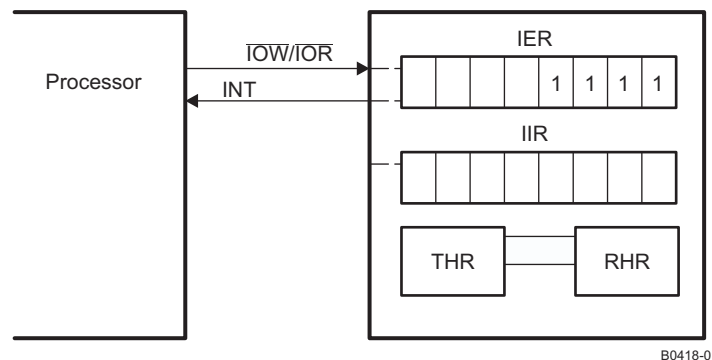 IER
IOW/IOR
Processor
1 1 1 1
INT
IIR
THR
RHR
B0418-0